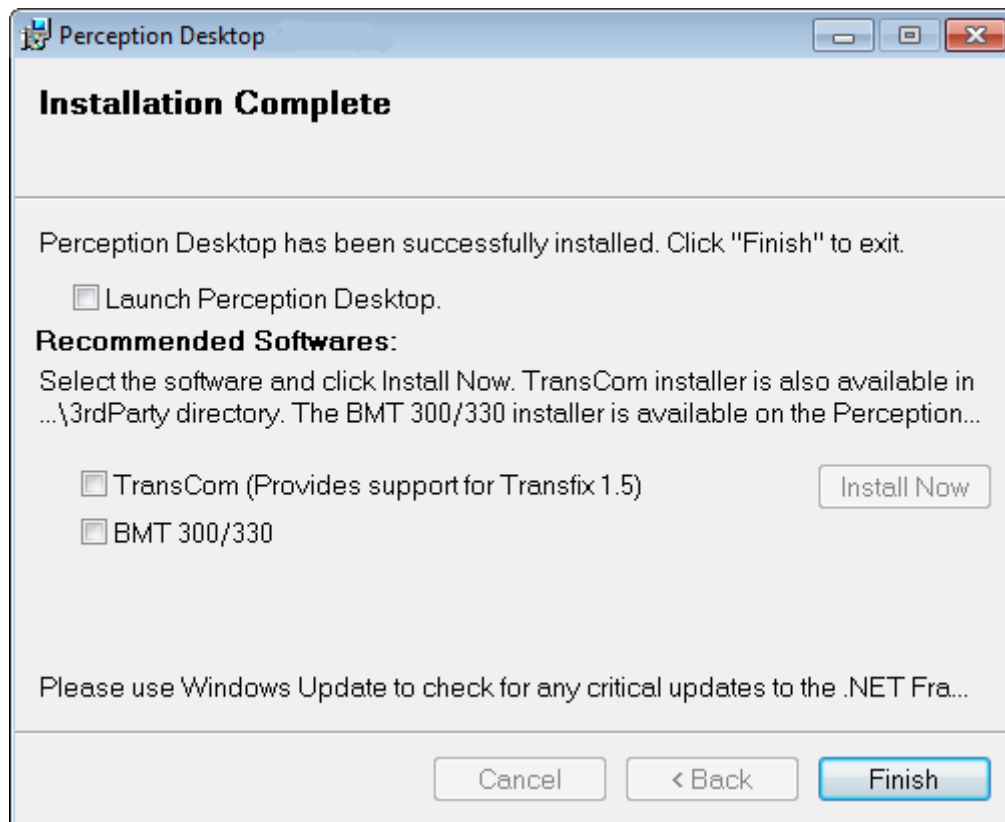 Perception Desktop
Installation Complete
Perception Desktop has been successfully installed. Click "Finish" to exit.
Launch Perception Desktop.
Recommended Softwares:
Select the software and click Install Now. TransCom installer is also available in
...\3rdParty directory. The BMT 300/330 installer is available on the Perception...
TransCom (Provides support for Transfix 1.5)
Install Now
BMT 300/330
Please use Windows Update to check for any critical updates to the .NET Fra...
Cancel
< Back
Finish